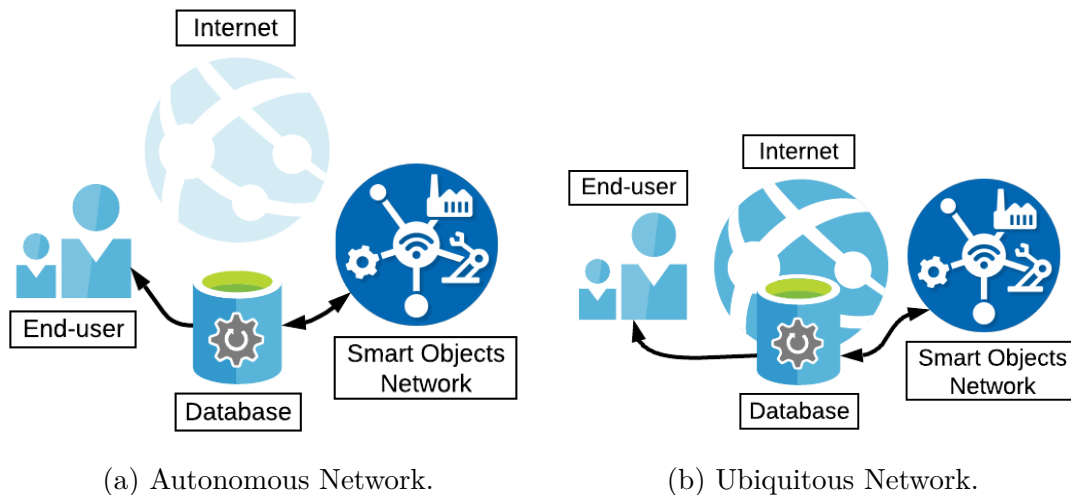 Internet
End-user
Database
Smart Objects
Network
(a) Autonomous Network.
Internet
End-user
Database
Smart Objects
Network
(b) Ubiquitous Network.